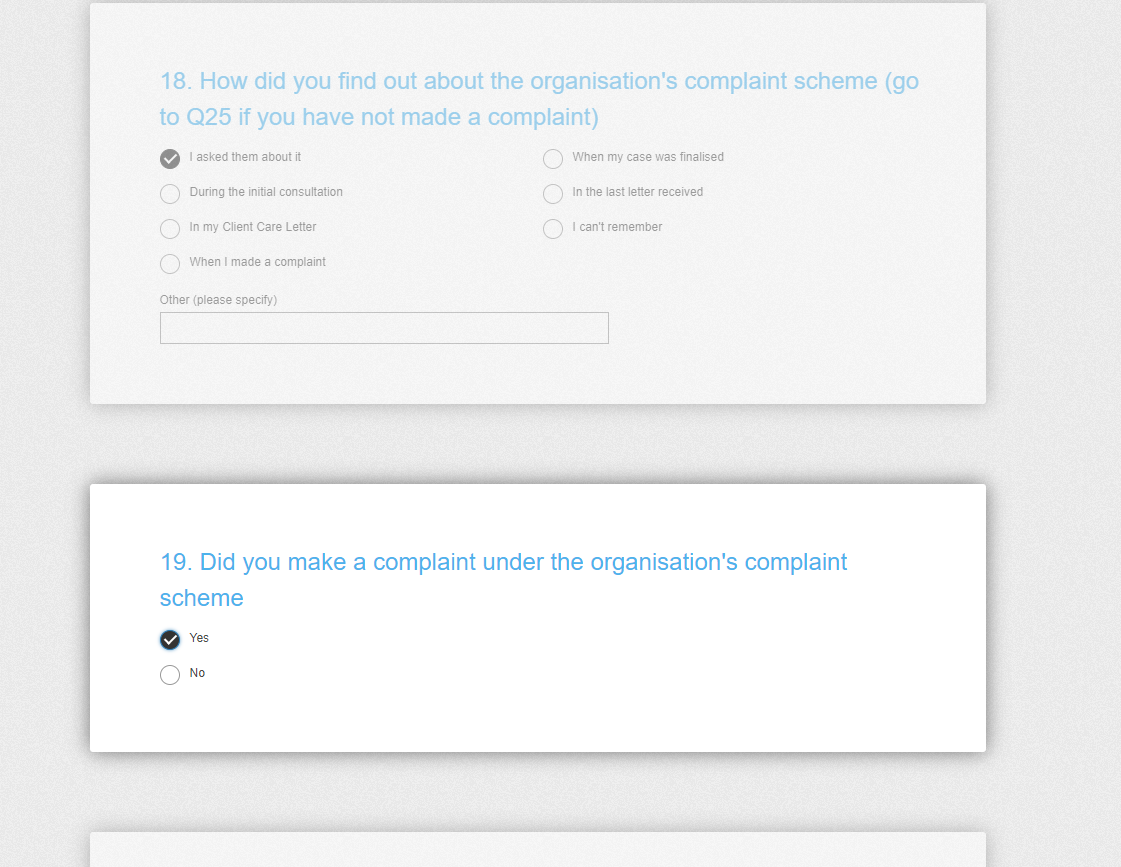 18. How did you find out about the organisation's complaint scheme (go
to Q25 if you have not made a complaint)
I asked them about it
During the initial consultation
In my Client Care Letter
When I made a complaint
When my case was finalised
In the last letter received
I can't remember
Other (please specify)
19. Did you make a complaint under the organisation's complaint
scheme
Yes
No